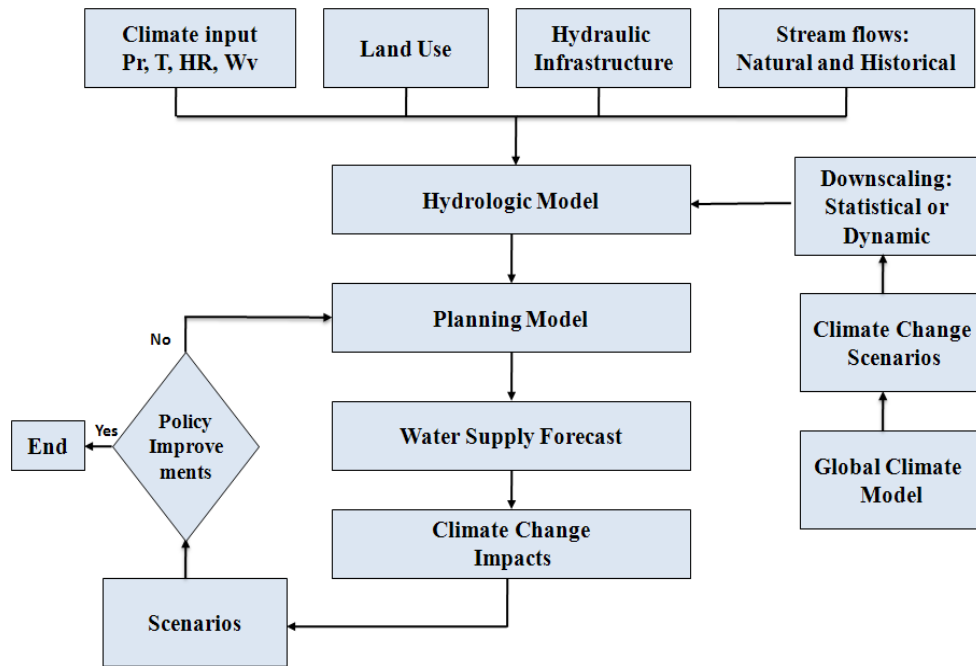 Climate input
Pr, T, HR, Wv
Land Use
Hydraulic
Infrastructure
Stream flows:
Natural and Historical
Hydrologic Model
Downscaling:
Statistical or
Dynamic
Planning Model
No
Climate Change
Scenarios
Policy
Improve
ments
Yes
End
Water Supply Forecast
Global Climate
Model
Climate Change
Impacts
Scenarios